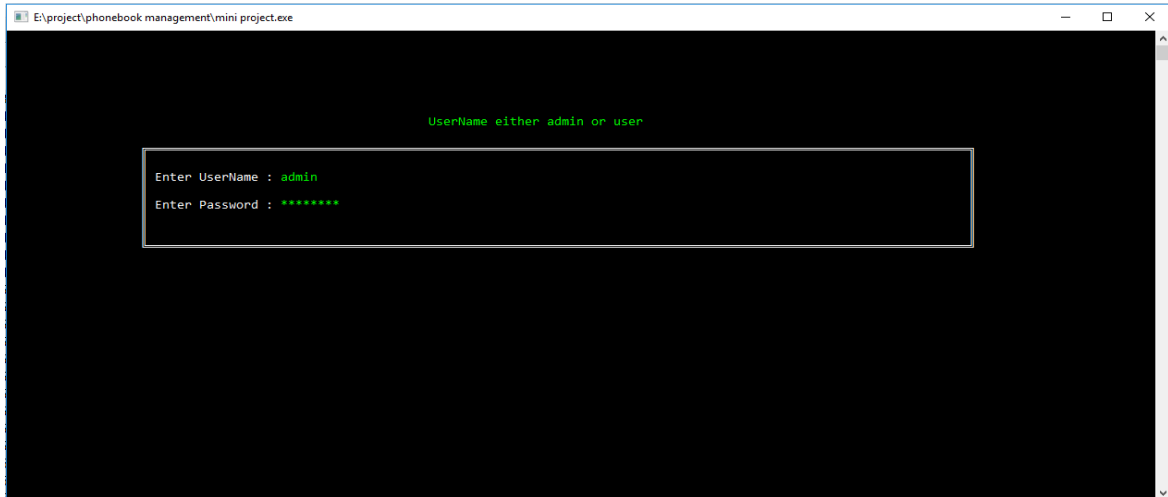 E:\project\phonebook management\mini project.exe
UserName either admin or user
Enter UserName : admin
Enter Password : ********